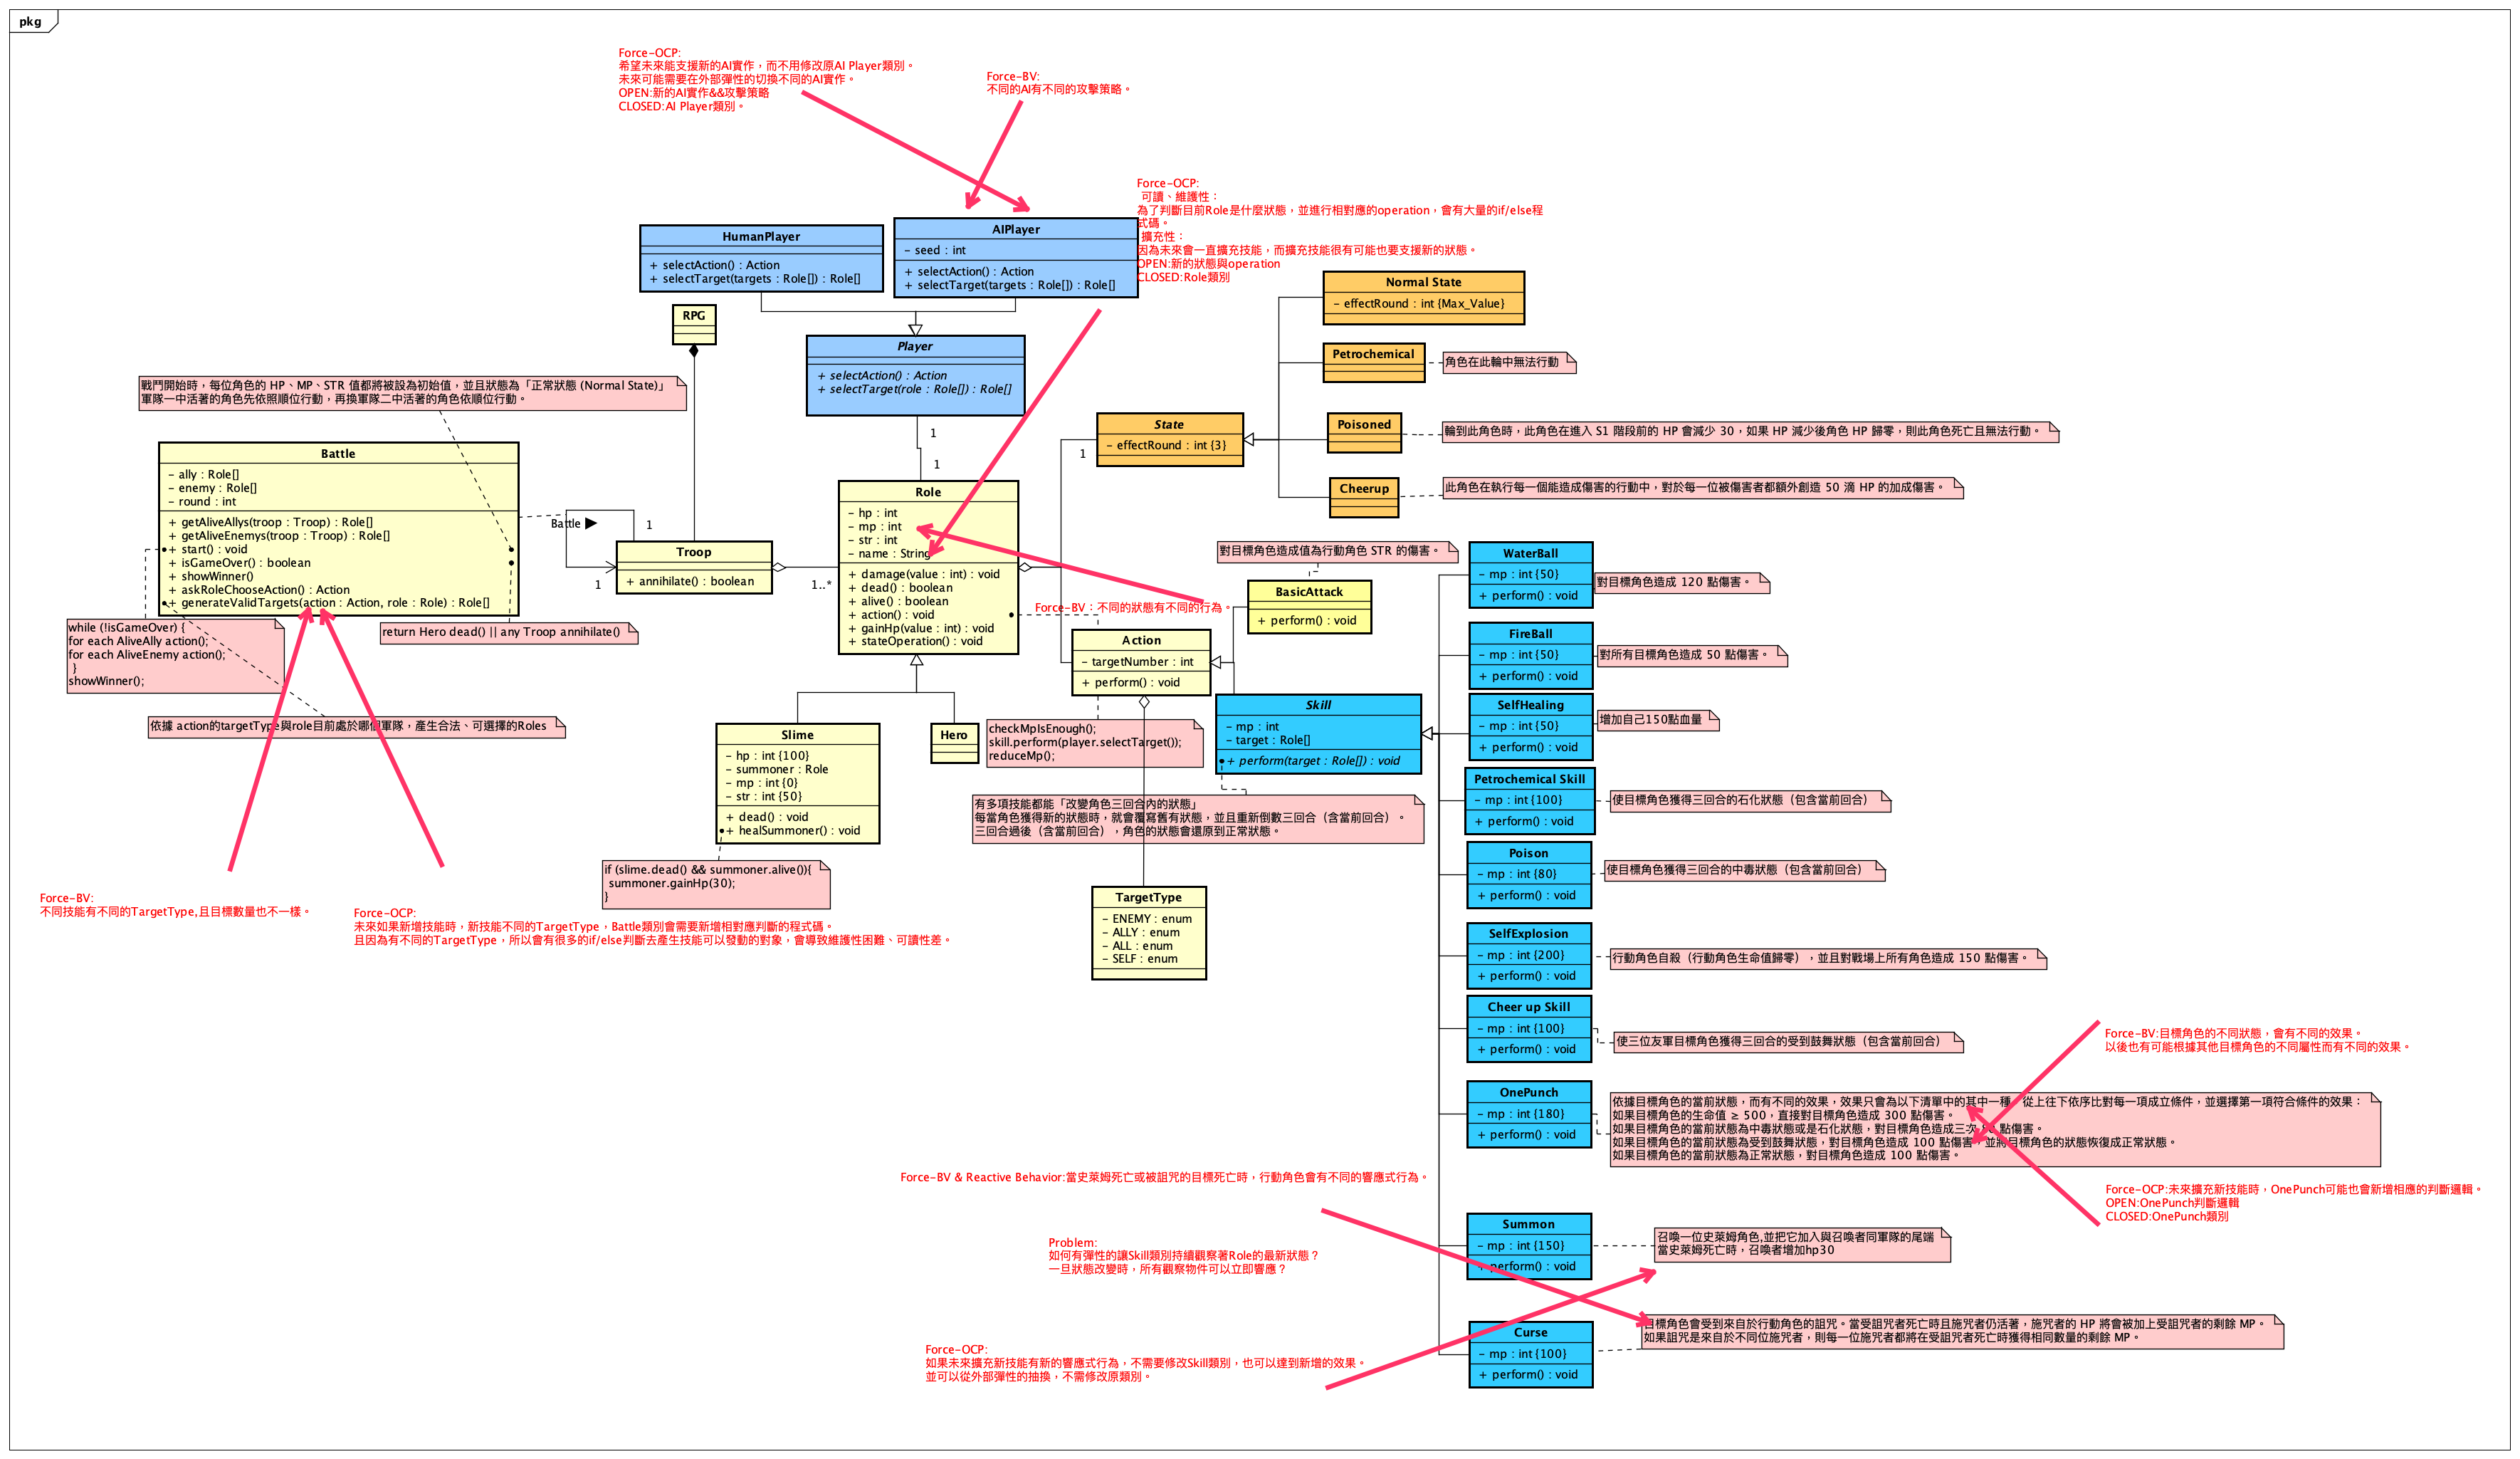 pkg
Force-OCP:
希望未來能支援新的AI實作，而不用修改原AI Player類別。
未來可能需要在外部彈性的切換不同的AI實作。
OPEN:新的AI實作&&攻擊策略
CLOSED:AI Player類別。
Force-BV:
不同的AI有不同的攻擊策略。
Force-OCP:
可讀、維護性：
為了判斷目前Role是什麼狀態，並進行相對應的operation，會有大量的if/else程
式碼。
擴充性：
因為未來會一直擴充技能，而擴充技能很有可能也要支援新的狀態。
OPEN:新的狀態與operation
CLOSED:Role類別
HumanPlayer
+ selectAction() : Action
+ selectTarget(targets : Role[]) : Role[]
AIPlayer
- seed : int
+ selectAction() : Action
+ selectTarget(targets : Role[]) : Role[]
RPG
Player
+ selectAction() : Action
+ selectTarget(role : Role[]) : Role[]
1
1
Normal State
- effectRound : int {Max_Value}
Petrochemical
角色在此輪中無法行動
State
- effectRound : int {3}
1
Poisoned
輪到此角色時，此角色在進入 S1 階段前的 HP 會減少 30，如果 HP 減少後角色 HP 歸零，則此角色死亡且無法行動。
Cheerup
此角色在執行每一個能造成傷害的行動中，對於每一位被傷害者都額外創造 50 滴 HP 的加成傷害。
戰鬥開始時，每位角色的 HP、MP、STR 值都將被設為初始值，並且狀態為「正常狀態 (Normal State)」
軍隊一中活著的角色先依照順位行動，再換軍隊二中活著的角色依順位行動。
Battle
- ally : Role[]
- enemy : Role[]
- round : int
+ getAliveAllys(troop : Troop) : Role[]
+ getAliveEnemys(troop : Troop) : Role[]
+ start() : void
+ isGameOver() : boolean
+ showWinner()
+ askRoleChooseAction() : Action
+ generateValidTargets(action : Action, role : Role) : Role[]
Battle
1
1
Troop
+ annihilate() : boolean
1..*
Role
- hp : int
- mp : int
- str : int
- name : String
+ damage(value : int) : void
+ dead() : boolean
+ alive() : boolean
+ action() : void
+ gainHp(value : int) : void
+ stateOperation() : void
Force-BV：不同的狀態有不同的行為。
while (!isGameOver) {
for each AliveAlly action();
for each AliveEnemy action();
}
showWinner();
return Hero dead() || any Troop annihilate()
依據 action的targetType與role目前處於哪個軍隊，產生合法、可選擇的Roles
對目標角色造成值為行動角色 STR 的傷害。
BasicAttack
+ perform() : void
Action
- targetNumber : int
+ perform() : void
checkMpIsEnough();
skill.perform(player.selectTarget());
reduceMp();
Skill
- mp : int
- target : Role[]
+ perform(target : Role[]) : void
有多項技能都能「改變角色三回合內的狀態」
每當角色獲得新的狀態時，就會覆寫舊有狀態，並且重新倒數三回合（含當前回合）。
三回合過後（含當前回合），角色的狀態會還原到正常狀態。
Slime
- hp : int {100}
- summoner : Role
- mp : int {0}
- str : int {50}
+ dead() : void
+ healSummoner() : void
Hero
if (slime.dead() && summoner.alive()){
summoner.gainHp(30);
}
TargetType
- ENEMY : enum
- ALLY : enum
- ALL : enum
- SELF : enum
Force-BV:
不同技能有不同的TargetType,且目標數量也不一樣。
Force-OCP:
未來如果新增技能時，新技能不同的TargetType，Battle類別會需要新增相對應判斷的程式碼。
且因為有不同的TargetType，所以會有很多的if/else判斷去產生技能可以發動的對象，會導致維護性困難、可讀性差。
WaterBall
- mp : int {50}
+ perform() : void
對目標角色造成 120 點傷害。
FireBall
- mp : int {50}
+ perform() : void
對所有目標角色造成 50 點傷害。
SelfHealing
- mp : int {50}
+ perform() : void
增加自己150點血量
Petrochemical Skill
- mp : int {100}
+ perform() : void
使目標角色獲得三回合的石化狀態（包含當前回合）
Poison
- mp : int {80}
+ perform() : void
使目標角色獲得三回合的中毒狀態（包含當前回合）
SelfExplosion
- mp : int {200}
+ perform() : void
行動角色自殺（行動角色生命值歸零），並且對戰場上所有角色造成 150 點傷害。
Cheer up Skill
- mp : int {100}
+ perform() : void
使三位友軍目標角色獲得三回合的受到鼓舞狀態（包含當前回合）
Force-BV:目標角色的不同狀態，會有不同的效果。
以後也有可能根據其他目標角色的不同屬性而有不同的效果。
OnePunch
- mp : int {180}
+ perform() : void
依據目標角色的當前狀態，而有不同的效果，效果只會為以下清單中的其中一種，從上往下依序比對每一項成立條件，並選擇第一項符合條件的效果：
如果目標角色的生命值 ≥ 500，直接對目標角色造成 300 點傷害。
如果目標角色的當前狀態為中毒狀態或是石化狀態，對目標角色造成三次 點傷害。
如果目標角色的當前狀態為受到鼓舞狀態，對目標角色造成 100 點傷害，並將目標角色的狀態恢復成正常狀態。
如果目標角色的當前狀態為正常狀態，對目標角色造成 100 點傷害。
Force-BV & Reactive Behavior:當史萊姆死亡或被詛咒的目標死亡時，行動角色會有不同的響應式行為。
Force-OCP:未來擴充新技能時，OnePunch可能也會新增相應的判斷邏輯。
OPEN:OnePunch判斷邏輯
CLOSED:OnePunch類別
Problem:
如何有彈性的讓Skill類別持續觀察著Role的最新狀態？
一旦狀態改變時，所有觀察物件可以立即響應？
Summon
- mp : int {150}
+ perform() : void
召喚一位史萊姆角色,並把它加入與召喚者同軍隊的尾端
當史萊姆死亡時，召喚者增加hp30
Curse
- mp : int {100}
+ perform() : void
目標角色會受到來自於行動角色的詛咒。當受詛咒者死亡時且施咒者仍活著，施咒者的 HP 將會被加上受詛咒者的剩餘 MP。
如果詛咒是來自於不同位施咒者，則每一位施咒者都將在受詛咒者死亡時獲得相同數量的剩餘 MP。
Force-OCP:
如果未來擴充新技能有新的響應式行為，不需要修改Skill類別，也可以達到新增的效果。
並可以從外部彈性的抽換，不需修改原類別。